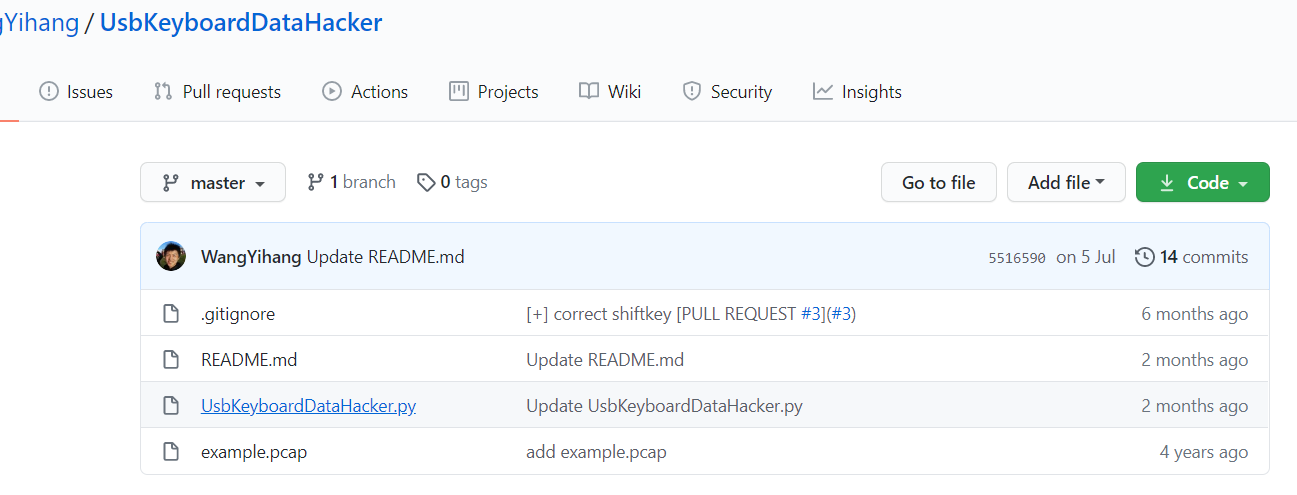 gYihang / UsbKeyboardDataHacker
Issues Pull requests Actions Projects Wiki Security Insights
master 1 branch 0 tags Go to file Add file Code
WangYihang Update README.md 5516590 on 5 Jul 14 commits
.gitignore [+] correct shiftkey [PULL REQUEST #3](#3) 6 months ago
README.md Update README.md 2 months ago
UsbKeyboardDataHacker.py Update UsbKeyboardDataHacker.py 2 months ago
example.pcap add example.pcap 4 years ago